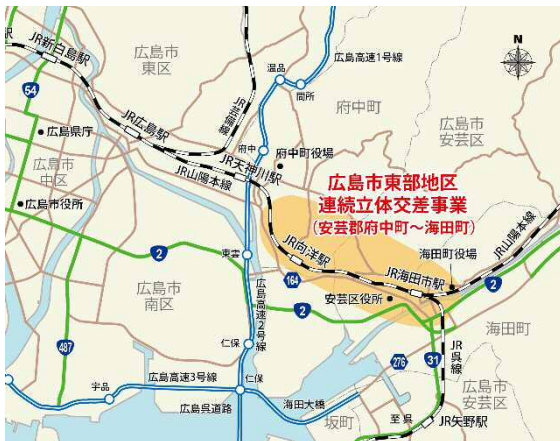 駅
JR新白島駅
広島市
東区
広島高速1号線
N
温品
間所
54
JR芸備線
府中町
広島市
安芸区
JR広島駅
広島県庁
府中
府中町役場
JR天神川駅
JR山陽本線
広島市
中区
広島市東部地区
連続立体交差事業
(安芸郡府中町～海田町)
広島市役所
JR山陽本線
2
東雲
JR向洋駅
海田町役場
164
JR海田市駅
2
広島市
南区
広島高速2号線
2
安芸区役所
海田町
487
仁保
276
31
JR呉線
広島高速3号線
宇品
仁保
広島市
安芸区
広島呉道路
海田大橋
坂町
至 呉
JR矢野駅